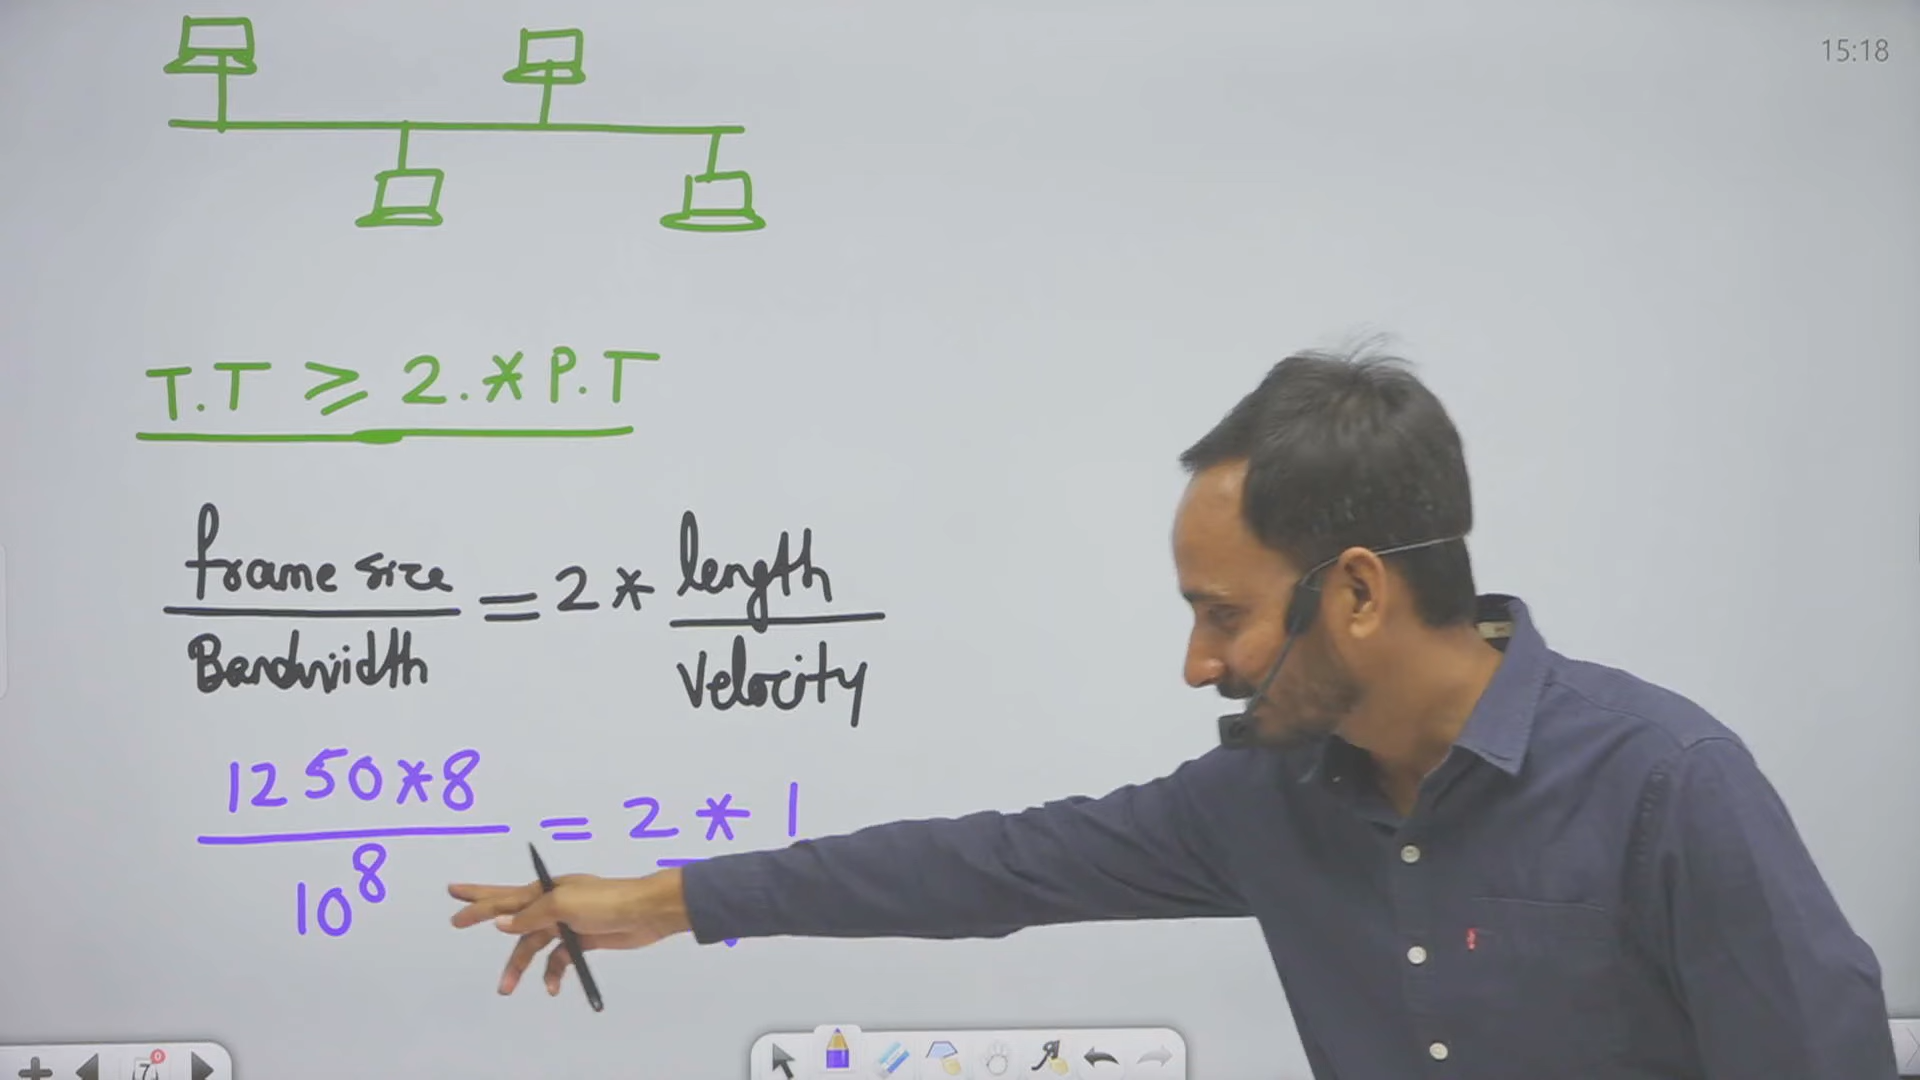 15:18
T.T ≥ 2.*P.T
frame size / Bandwidth = 2 * length / Velocity
1250*8 / 10^8 = 2 * 1